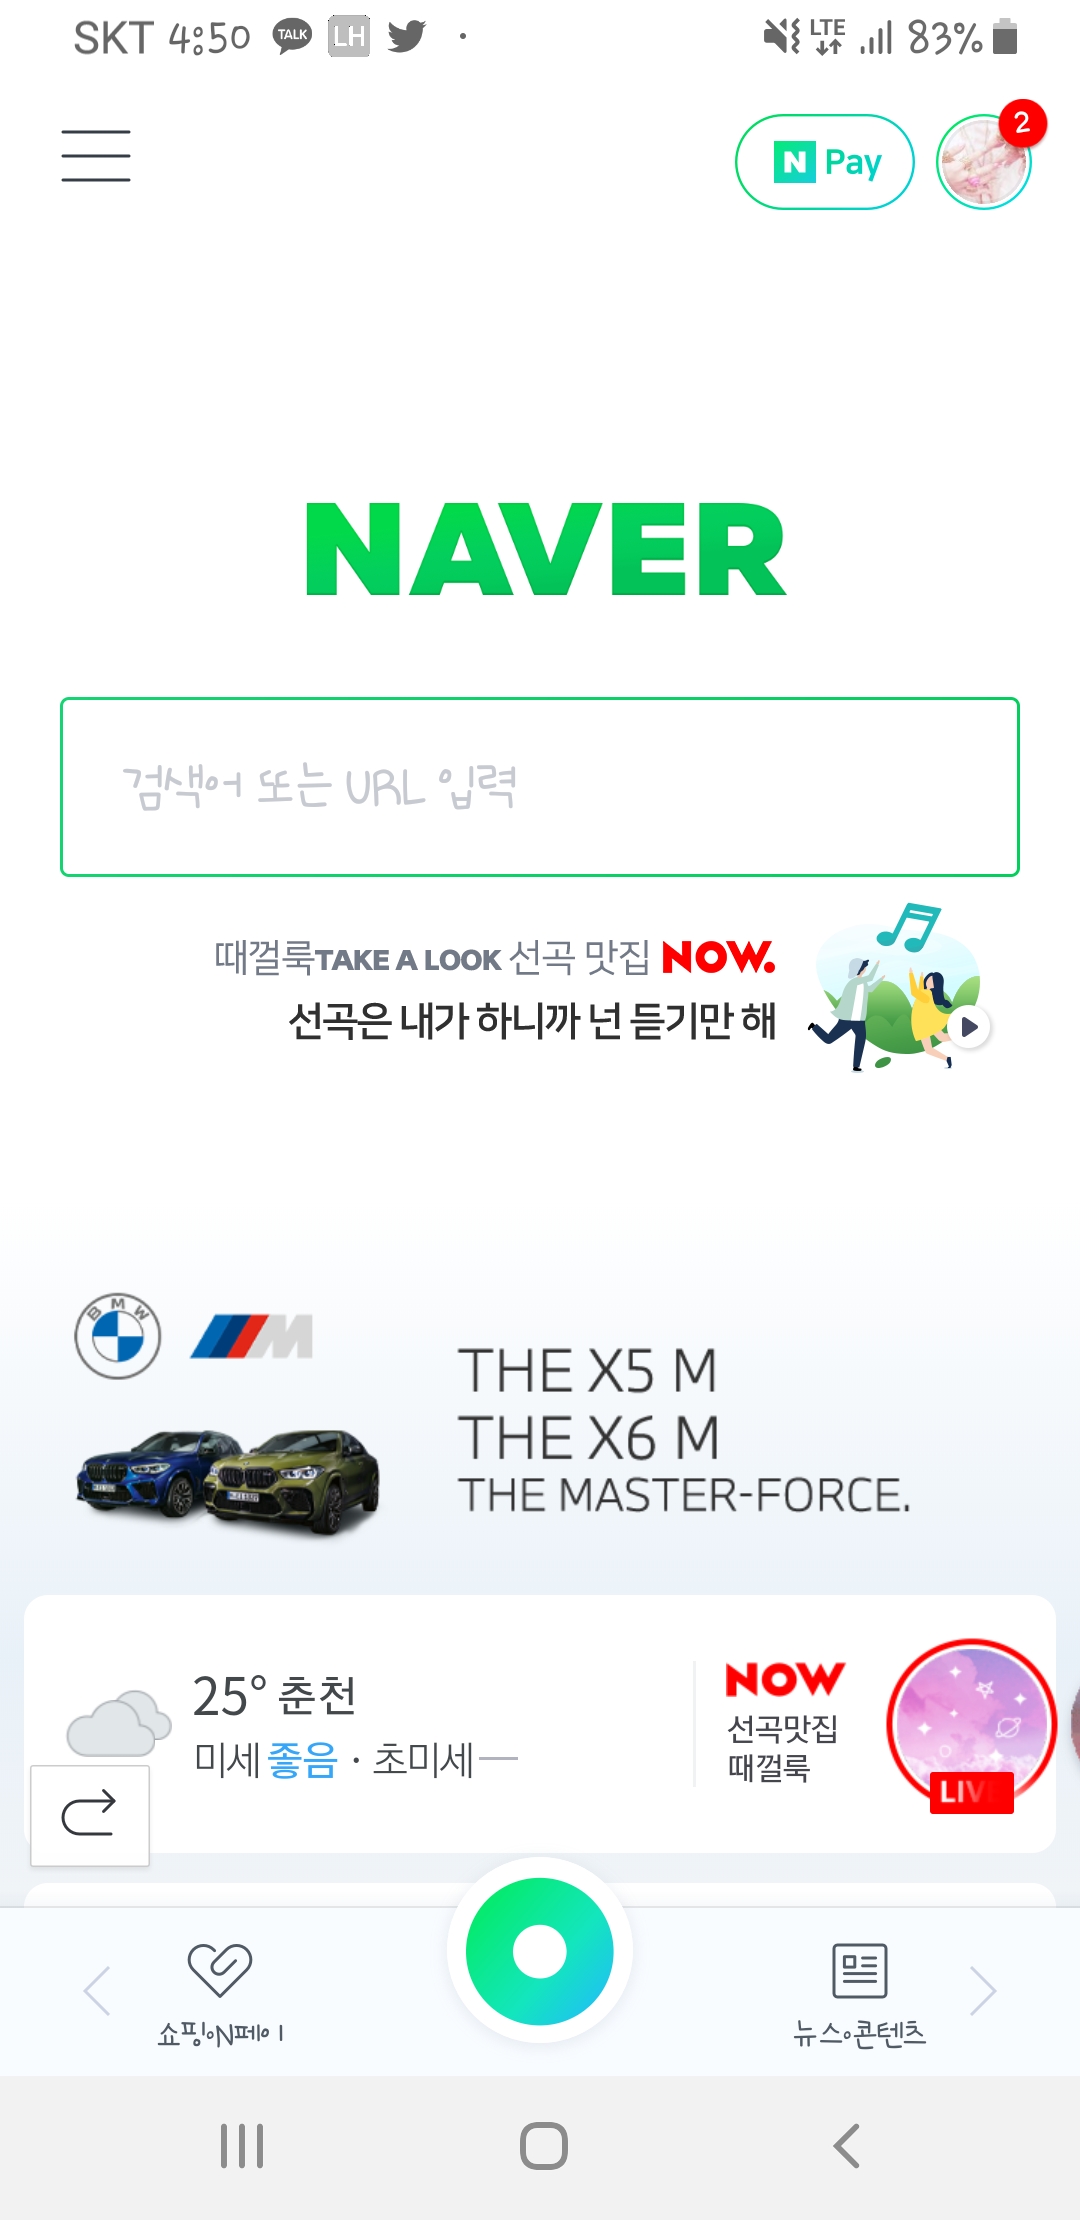 SKT 4:50 TALK LH LTE 83%
N Pay 2
NAVER
검색어 또는 URL 입력
때껄룩TAKE A LOOK 선곡 맛집 NOW.
선곡은 내가 하니까 넌 듣기만 해
BMW M
THE X5 M
THE X6 M
THE MASTER-FORCE.
25° 춘천
미세 좋음 · 초미세 —
NOW
선곡맛집
때껄룩
LIVE
쇼핑∘N페이
뉴스∘콘텐츠